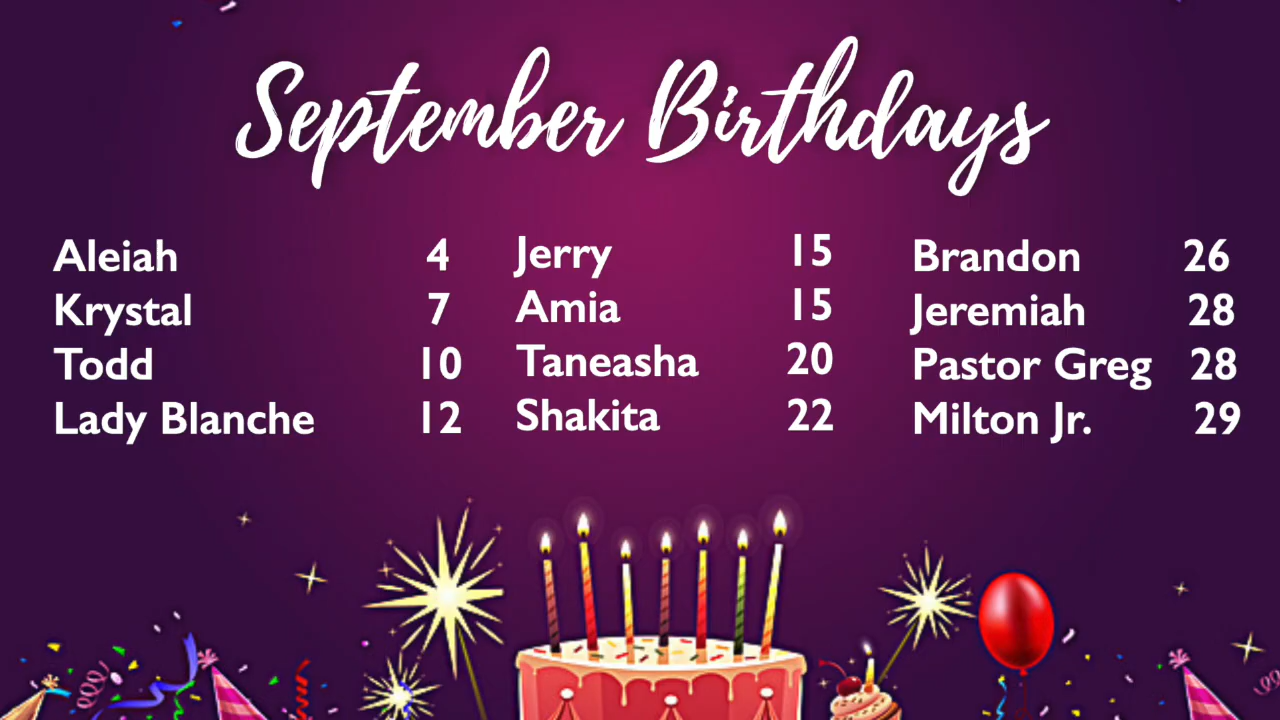 September Birthdays
Aleiah 4
Krystal 7
Todd 10
Lady Blanche 12
Jerry 15
Amia 15
Taneasha 20
Shakita 22
Brandon 26
Jeremiah 28
Pastor Greg 28
Milton Jr. 29